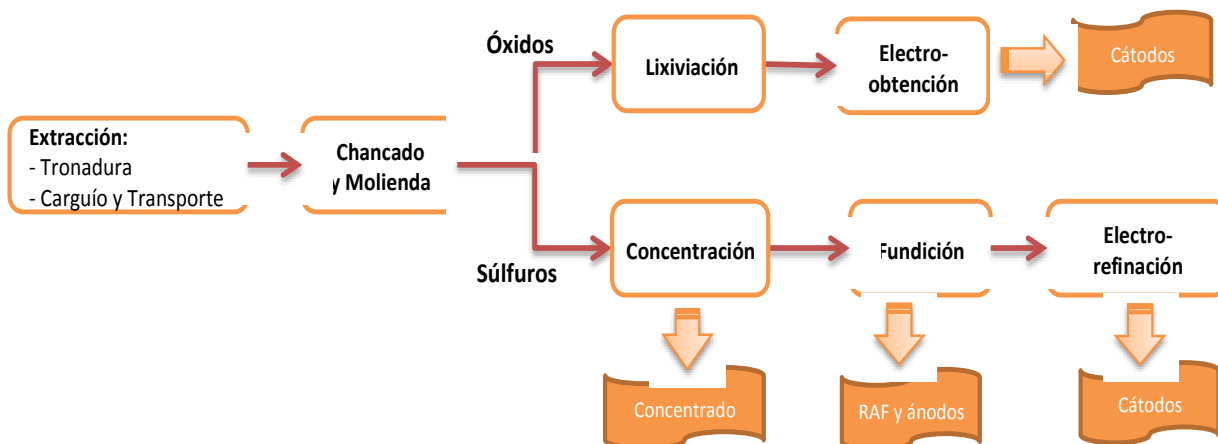 Óxidos
Lixiviación
Electro-
obtención
Cátodos
Extracción:
- Tronadura
- Carguío y Transporte
Chancado
y Molienda
Súlfuros
Concentración
Fundición
Electro-
refinación
Concentrado
RAF y ánodos
Cátodos